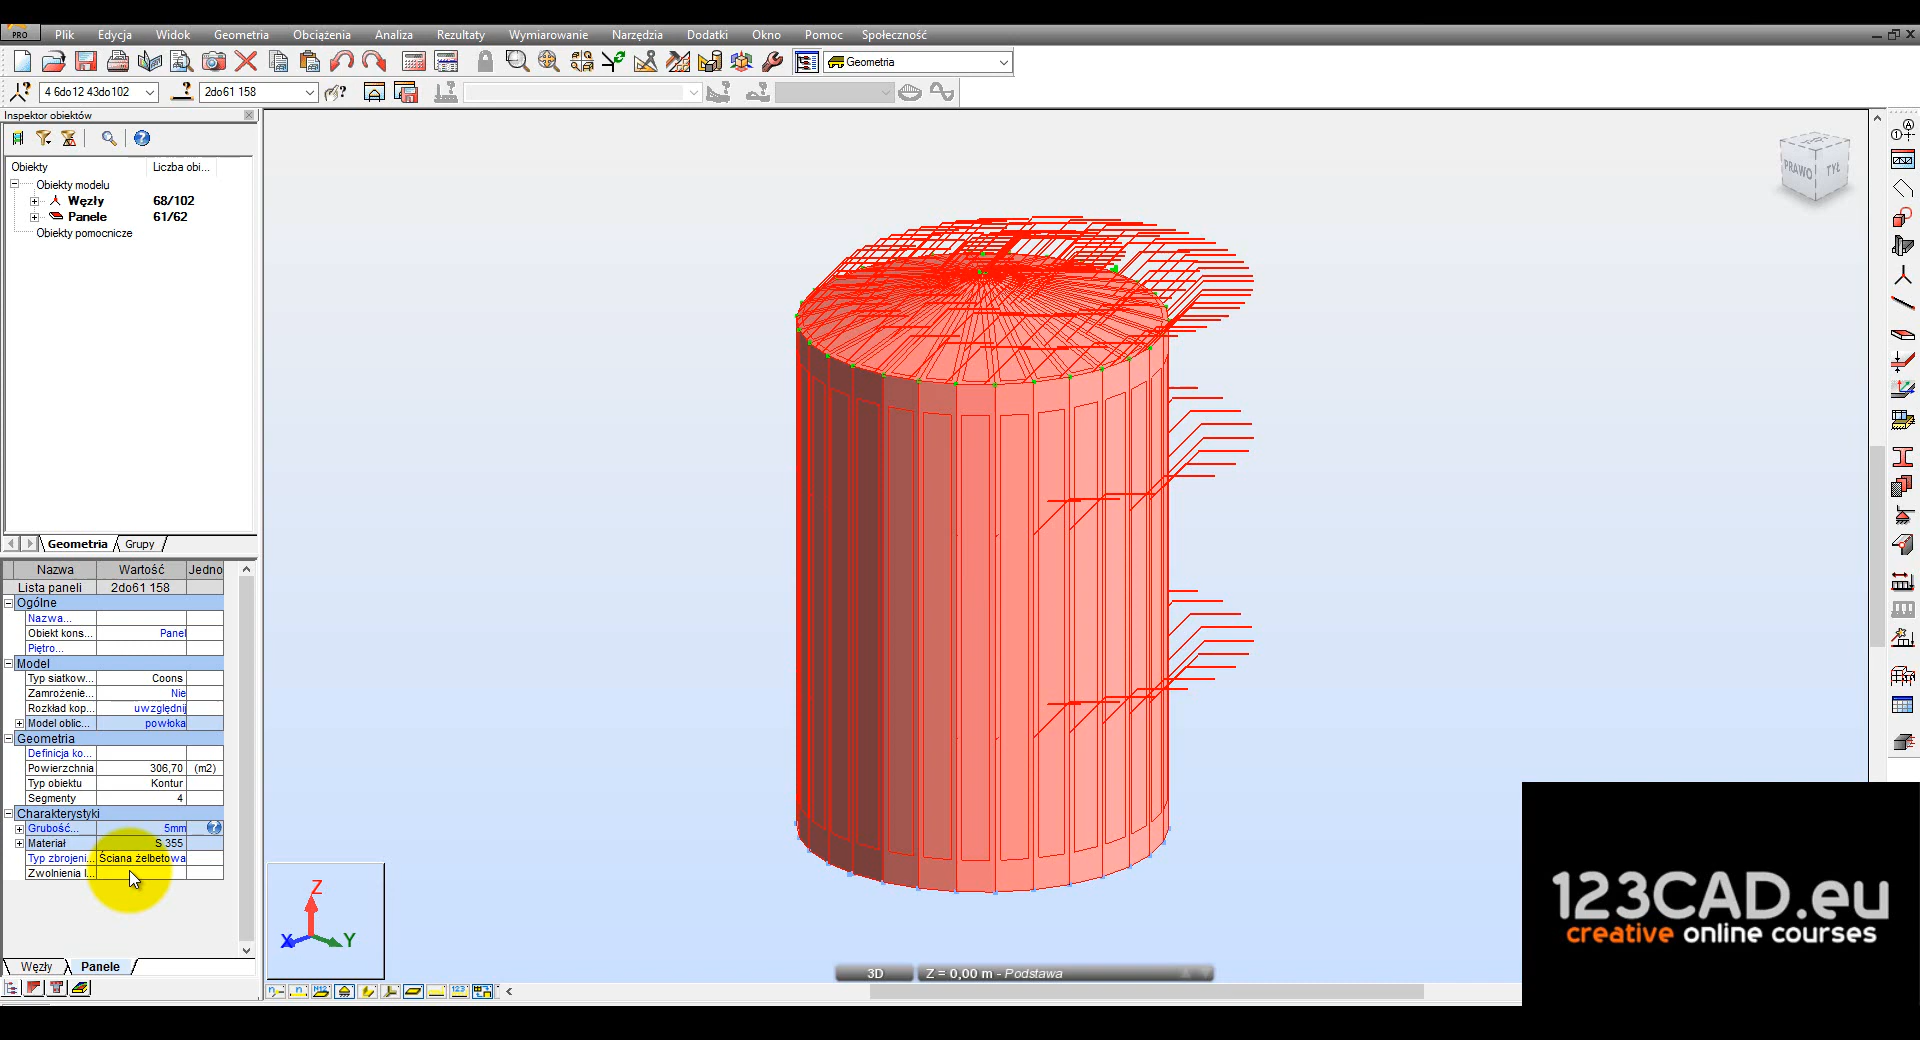 PRO Plik Edycja Widok Geometria Obciążenia Analiza Rezultaty Wymiarowanie Narzędzia Dodatki Okno Pomoc Społeczność
Geometria
4 6do12 43do102 2do61 158
Inspektor obiektów
Obiekty Liczba obi...
Obiekty modelu
Węzły 68/102
Panele 61/62
Obiekty pomocnicze
Geometria Grupy
Nazwa Wartość Jedno
Lista paneli 2do61 158
Ogólne
Nazwa...
Obiekt kons... Panel
Piętro...
Model
Typ siatkow... Coons
Zamrożenie... Nie
Rozkład kop... uwzględnij
Model oblic... powłoka
Geometria
Definicja ko...
Powierzchnia 306,70 (m2)
Typ obiektu Kontur
Segmenty 4
Charakterystyki
Grubość... 5mm
Materiał S 355
Typ zbrojeni... Ściana żelbetowa
Zwolnienia l...
Węzły Panele
PRAWO TYŁ
Z
X Y
3D Z = 0,00 m - Podstawa
123CAD.eu
creative online courses